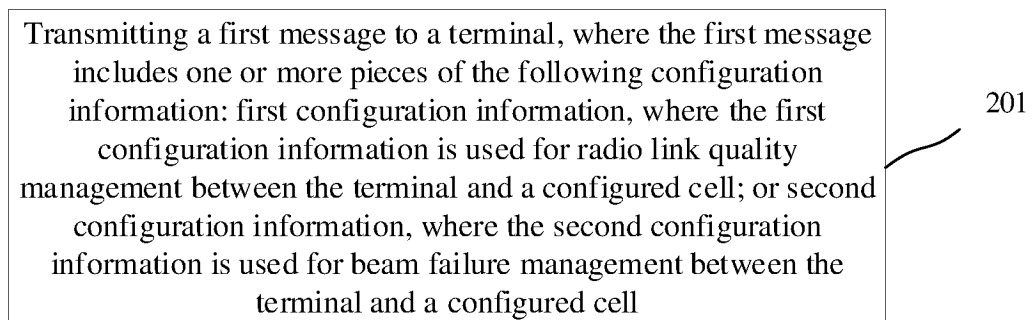 Transmitting a first message to a terminal, where the first message
includes one or more pieces of the following configuration
information: first configuration information, where the first
configuration information is used for radio link quality
management between the terminal and a configured cell; or second
configuration information, where the second configuration
information is used for beam failure management between the
terminal and a configured cell
201